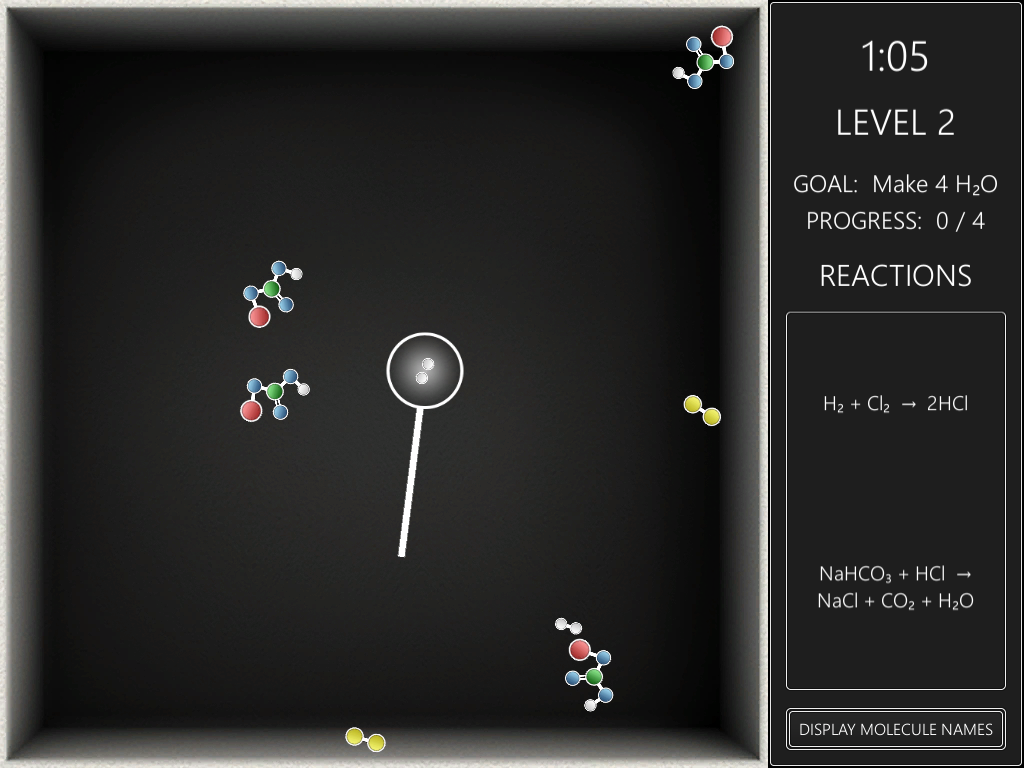 1:05
LEVEL 2
GOAL: Make 4 H₂O
PROGRESS: 0 / 4
REACTIONS
H₂ + Cl₂ → 2HCl
NaHCO₃ + HCl →
NaCl + CO₂ + H₂O
DISPLAY MOLECULE NAMES